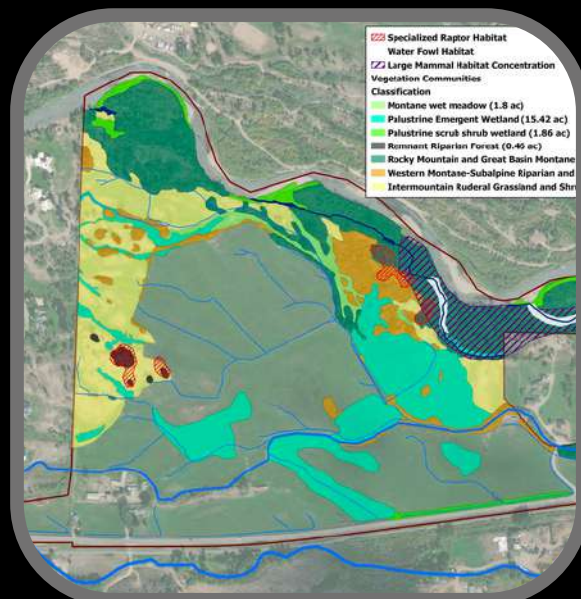 Specialized Raptor Habitat
Water Fowl Habitat
Large Mammal Habitat Concentration
Vegetation Communities
Classification
Montane wet meadow (1.8 ac)
Palustrine Emergent Wetland (15.42 ac)
Palustrine scrub shrub wetland (1.86 ac)
Remnant Riparian Forest (0.46 ac)
Rocky Mountain and Great Basin Montane
Western Montane-Subalpine Riparian and
Intermountain Ruderal Grassland and Shr